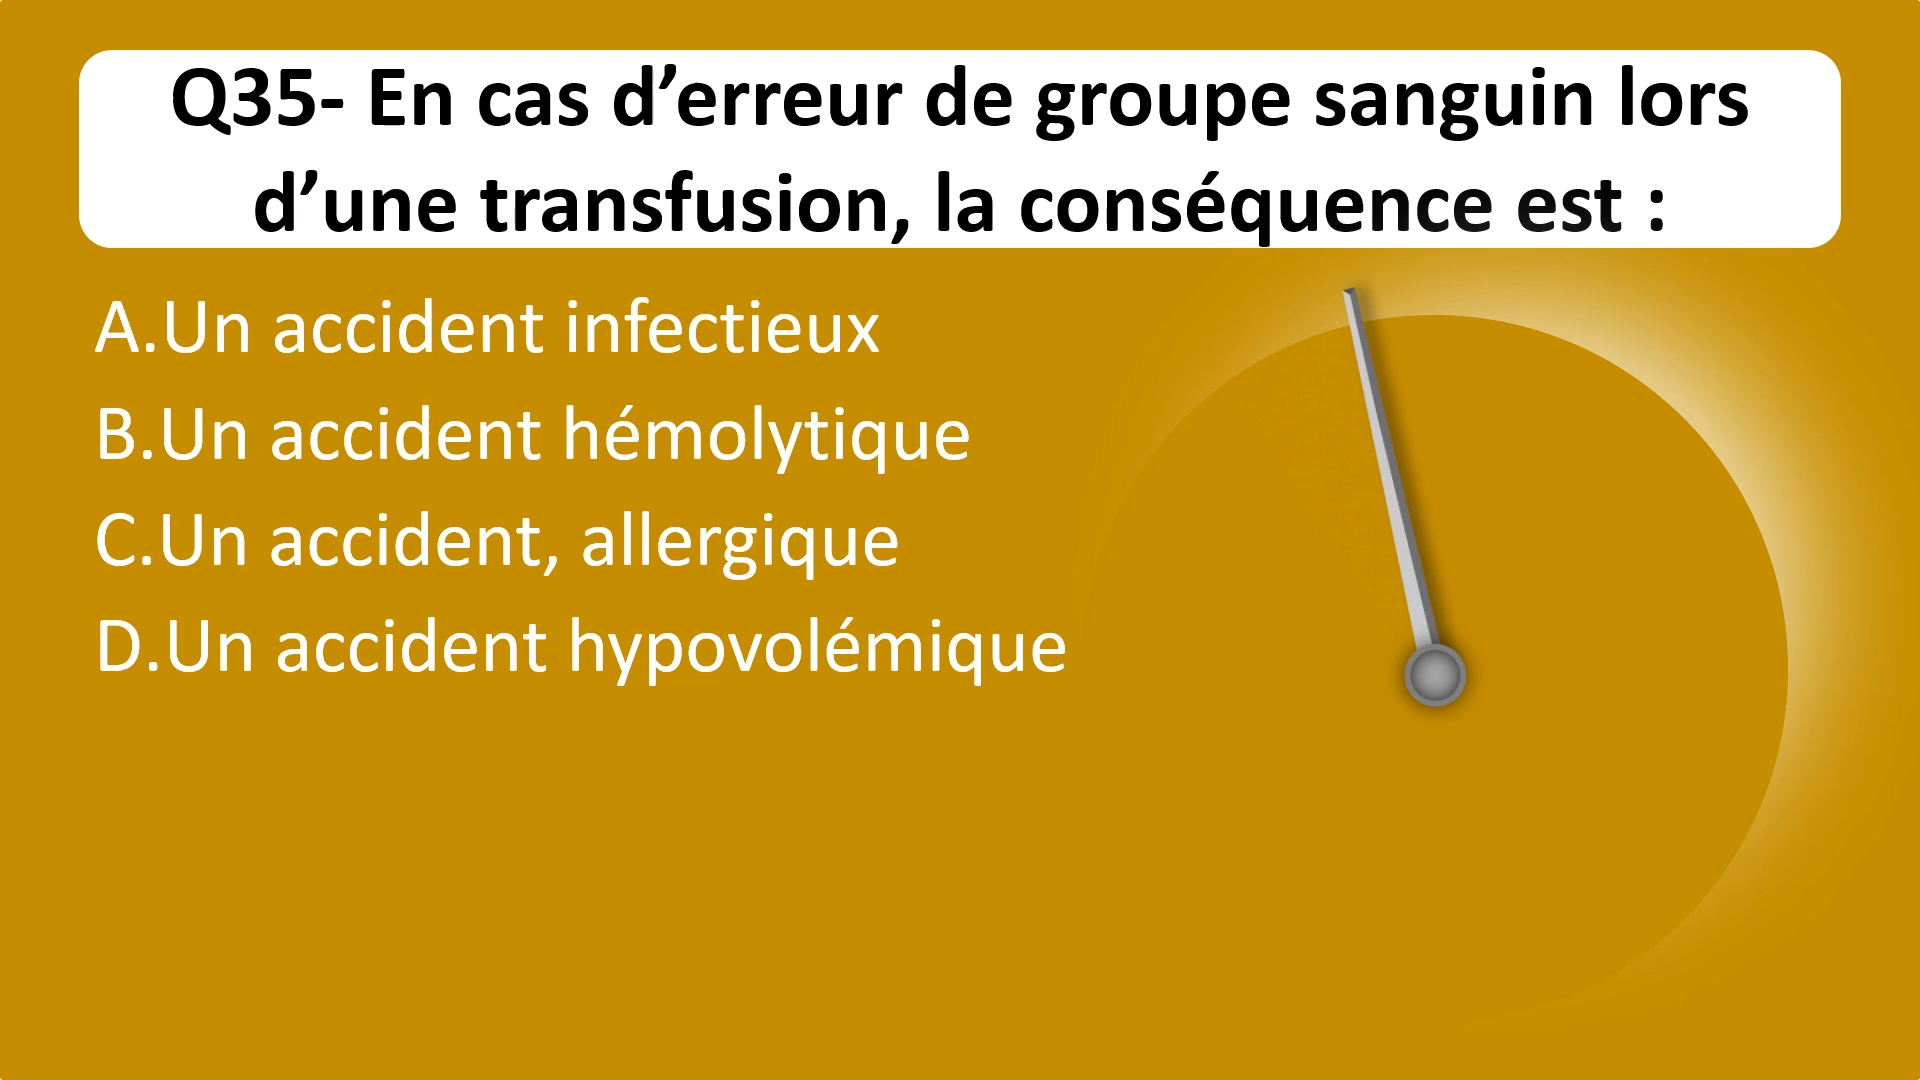 Q35- En cas d’erreur de groupe sanguin lors
d’une transfusion, la conséquence est :
A.Un accident infectieux
B.Un accident hémolytique
C.Un accident, allergique
D.Un accident hypovolémique